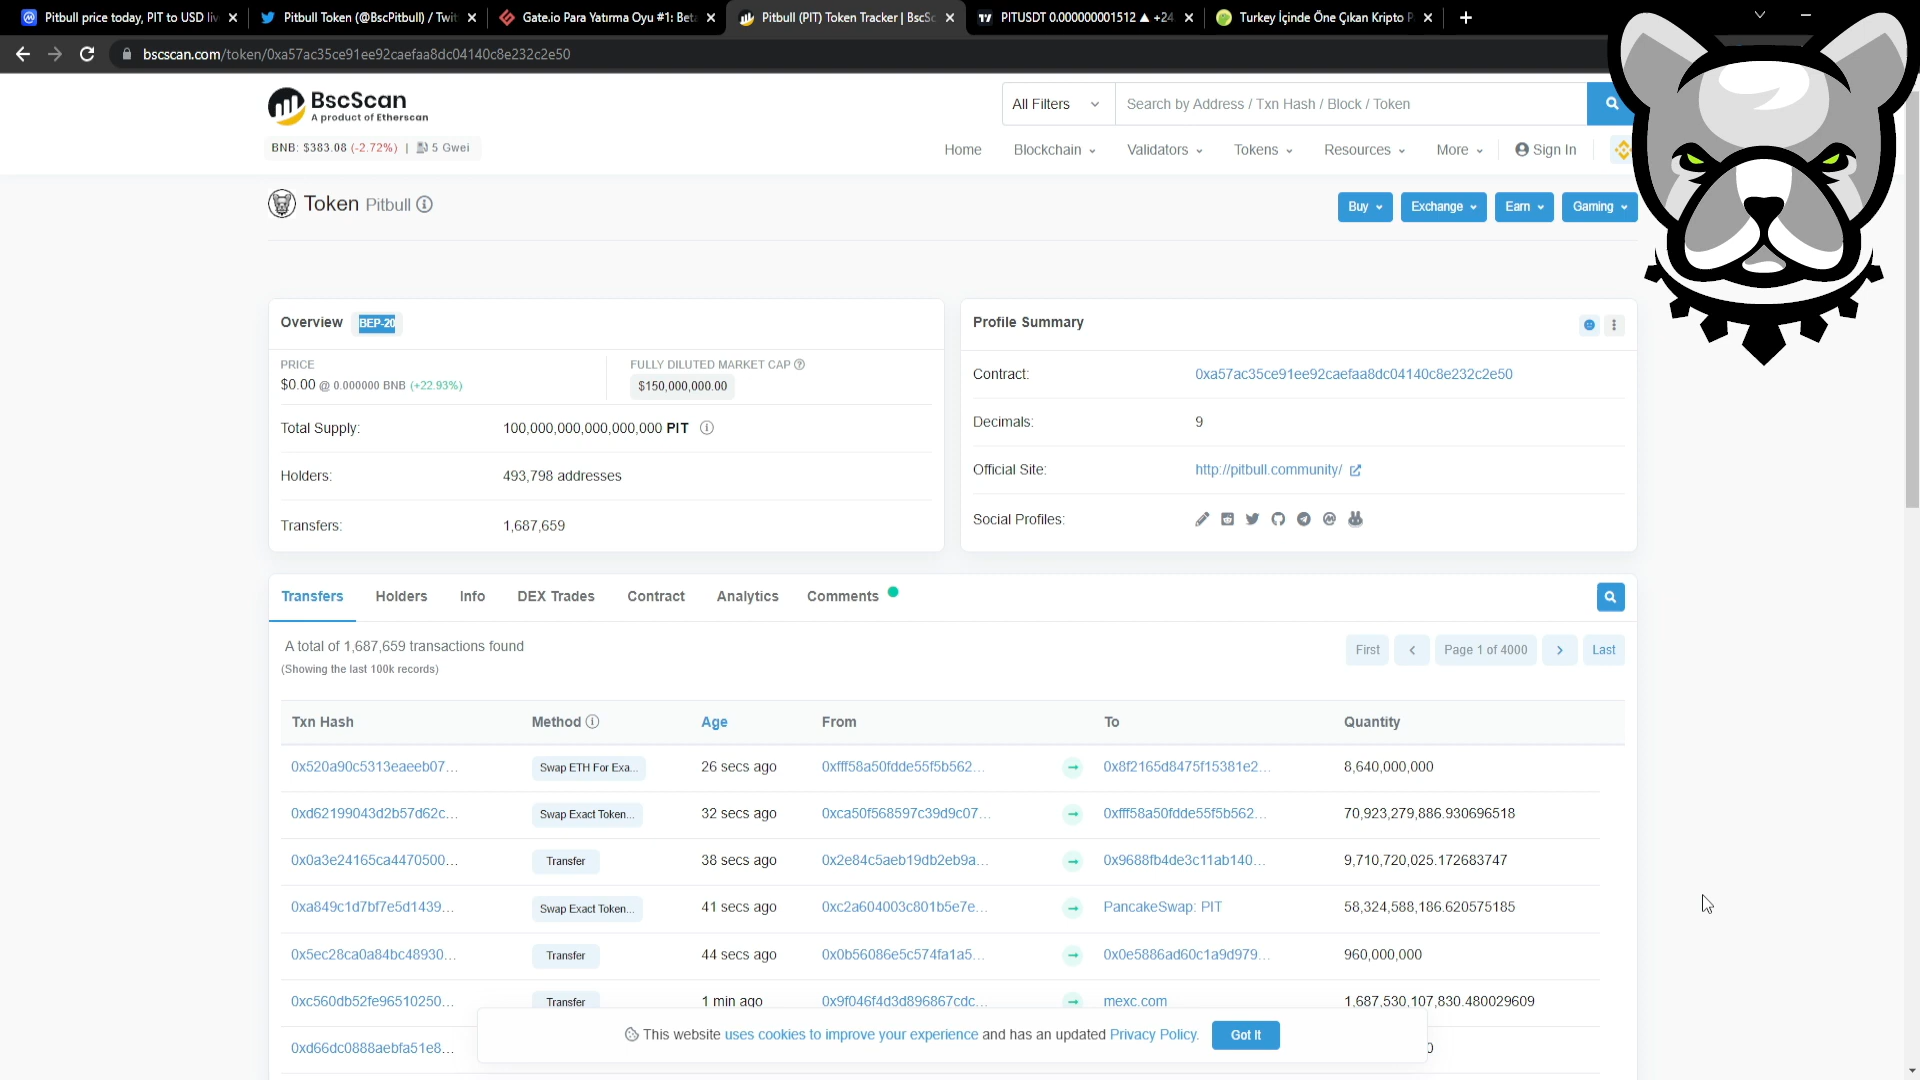 Pitbull price today, PIT to USD liv
Pitbull Token (@BscPitbull) / Twit
Gate.io Para Yatırma Oyu #1: Beta
Pitbull (PIT) Token Tracker | BscSc
PITUSDT 0.000000001512 ▲ +24
Turkey İçinde Öne Çıkan Kripto P
bscscan.com/token/0xa57ac35ce91ee92caefaa8dc04140c8e232c2e50
BscScan
A product of Etherscan
All Filters
Search by Address / Txn Hash / Block / Token
BNB: $383.08 (-2.72%) | 5 Gwei
Home Blockchain Validators Tokens Resources More Sign In
Token Pitbull
Buy Exchange Earn Gaming
Overview BEP-20
PRICE
$0.00 @ 0.000000 BNB (+22.93%)
FULLY DILUTED MARKET CAP
$150,000,000.00
Total Supply: 100,000,000,000,000,000 PIT
Holders: 493,798 addresses
Transfers: 1,687,659
Profile Summary
Contract: 0xa57ac35ce91ee92caefaa8dc04140c8e232c2e50
Decimals: 9
Official Site: http://pitbull.community/
Social Profiles:
Transfers Holders Info DEX Trades Contract Analytics Comments
A total of 1,687,659 transactions found
(Showing the last 100k records)
First Page 1 of 4000 Last
Txn Hash Method Age From To Quantity
0x520a90c5313eaeeb07... Swap ETH For Exa... 26 secs ago 0xfff58a50fdde55f5b562... 0x8f2165d8475f15381e2... 8,640,000,000
0xd62199043d2b57d62c... Swap Exact Token... 32 secs ago 0xca50f568597c39d9c07... 0xfff58a50fdde55f5b562... 70,923,279,886.930696518
0x0a3e24165ca4470500... Transfer 38 secs ago 0x2e84c5aeb19db2eb9a... 0x9688fb4de3c11ab140... 9,710,720,025.172683747
0xa849c1d7bf7e5d1439... Swap Exact Token... 41 secs ago 0xc2a604003c801b5e7e... PancakeSwap: PIT 58,324,588,186.620575185
0x5ec28ca0a84bc48930... Transfer 44 secs ago 0x0b56086e5c574fa1a5... 0x0e5886ad60c1a9d979... 960,000,000
0xc560db52fe96510250... Transfer 1 min ago 0x9f046f4d3d896867cdc... mexc.com 1,687,530,107,830.480029609
0xd66dc0888aebfa51e8... 0
This website uses cookies to improve your experience and has an updated Privacy Policy.
Got It